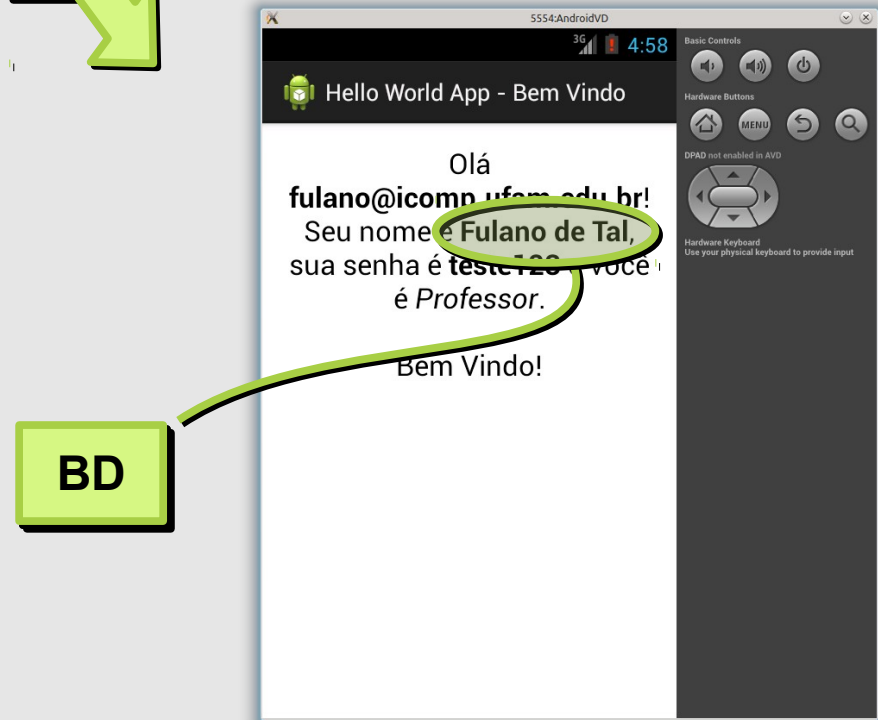 5554:AndroidVD
3G 4:58
Hello World App - Bem Vindo
Olá
fulano@icomp.ufam.edu.br!
Seu nome é Fulano de Tal,
sua senha é teste123 e você
é Professor.
Bem Vindo!
BD
Basic Controls
Hardware Buttons
MENU
DPAD not enabled in AVD
Hardware Keyboard
Use your physical keyboard to provide input